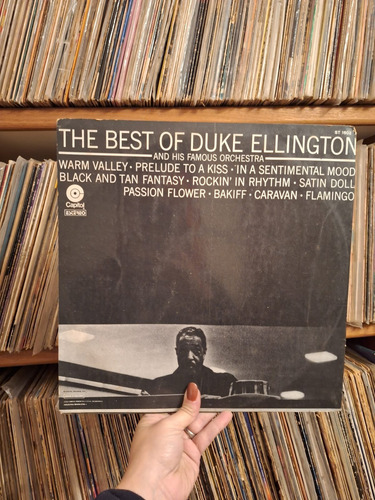 THE BEST OF DUKE ELLINGTON
AND HIS FAMOUS ORCHESTRA
WARM VALLEY · PRELUDE TO A KISS · IN A SENTIMENTAL MOOD
BLACK AND TAN FANTASY · ROCKIN' IN RHYTHM · SATIN DOLL
PASSION FLOWER · BAKIFF · CARAVAN · FLAMINGO
Capitol